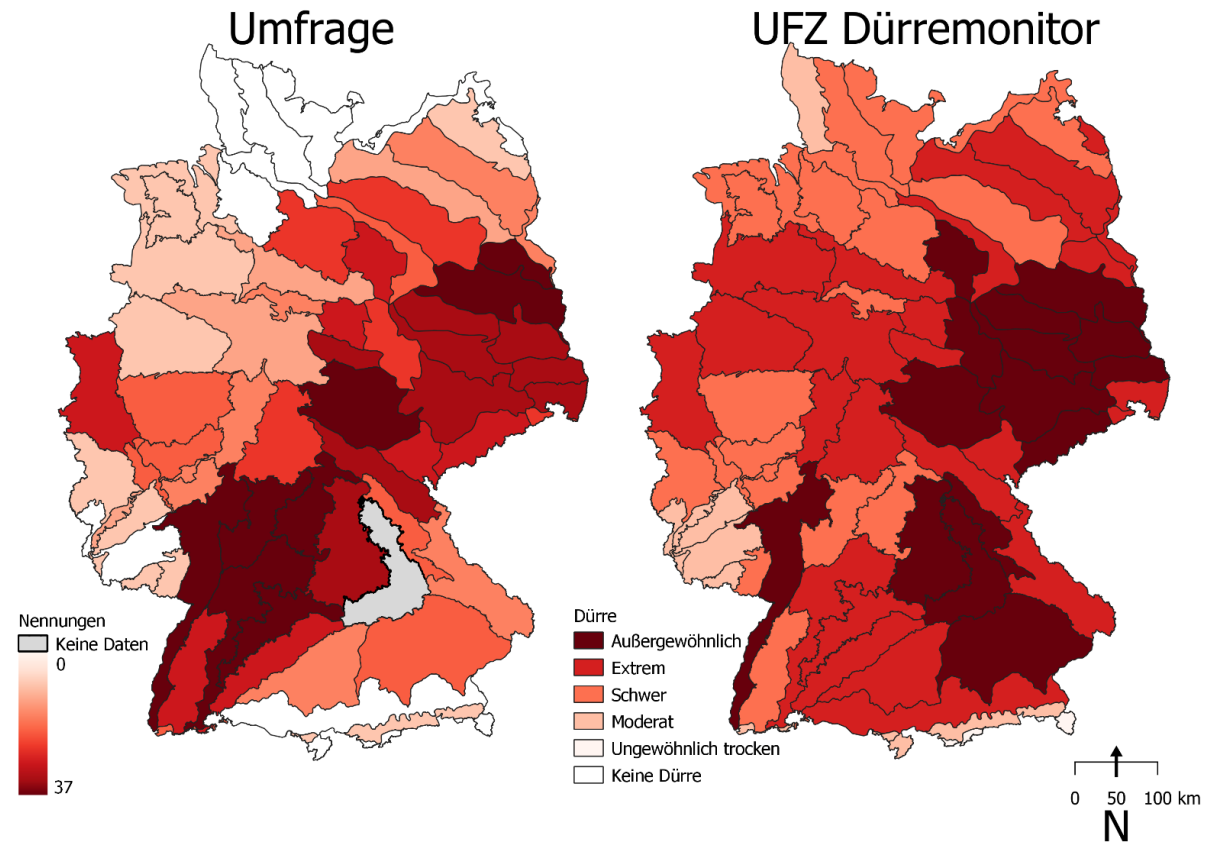 Umfrage
UFZ Dürremonitor
Nennungen
Keine Daten
0
37
Dürre
Außergewöhnlich
Extrem
Schwer
Moderat
Ungewöhnlich trocken
Keine Dürre
0 50 100 km
N